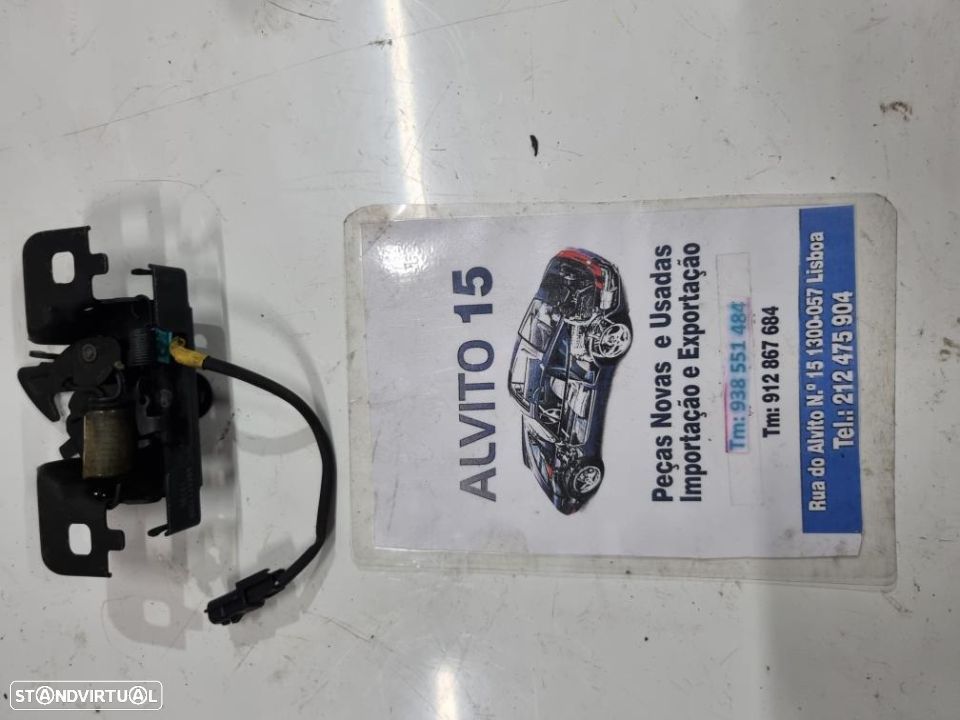 ALVITO 15
Peças Novas e Usadas
Importação e Exportação
Tm: 938 551 484
Tm: 912 867 684
Rua do Alvito N.º 15 1300-057 Lisboa
Tel.: 212 475 904
STANDVIRTUAL